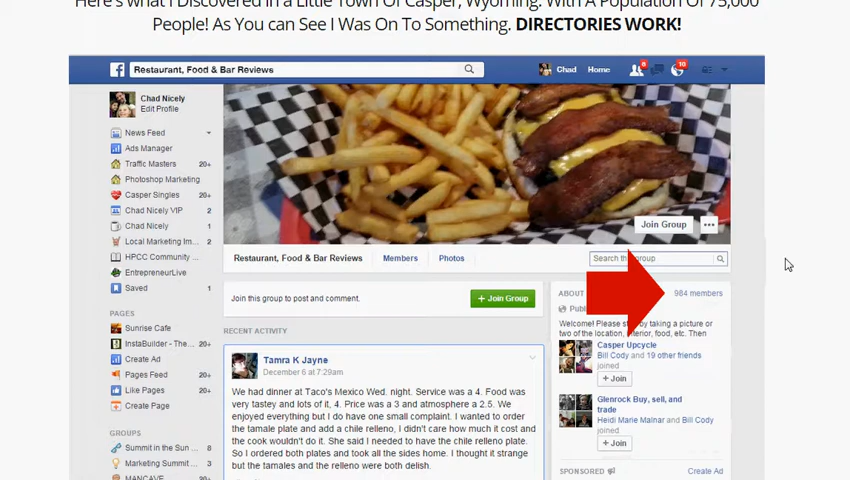 Here's what I Discovered In a Little Town Of Casper, Wyoming. With A Population Of 75,000
People! As You can See I Was On To Something. DIRECTORIES WORK!
Restaurant, Food & Bar Reviews
Chad
Home
8
10
Chad Nicely
Edit Profile
News Feed
Ads Manager
Traffic Masters 20+
Photoshop Marketing
Casper Singles 20+
Chad Nicely VIP 2
Chad Nicely 1
Local Marketing Im... 2
HPCC Community ...
EntrepreneurLive
Saved 1
PAGES
Sunrise Cafe
InstaBuilder - The... 20+
Create Ad
Pages Feed 20+
Like Pages 20+
Create Page
GROUPS
Summit in the Sun ... 8
Marketing Summit ... 3
MANCAVE
Join Group
Restaurant, Food & Bar Reviews
Members
Photos
Search this group
Join this group to post and comment.
+ Join Group
RECENT ACTIVITY
Tamra K Jayne
December 6 at 7:29am
We had dinner at Taco's Mexico Wed. night. Service was a 4. Food was
very tastey and lots of it, 4. Price was a 3 and atmosphere a 2.5. We
enjoyed everything but I do have one small complaint. I wanted to order
the tamale plate and add a chile relleno, I didn't care how much it cost and
the cook wouldn't do it. She said I needed to have the chile relleno plate.
So I ordered both plates and took all the sides home. I thought it strange
but the tamales and the relleno were both delish.
ABOUT
984 members
Publ
Welcome! Please st by taking a picture or
two of the location, interior, food, etc. Then
Casper Upcycle
Bill Cody and 19 other friends
joined
+ Join
Glenrock Buy, sell, and
trade
Heidi Marie Malnar and Bill Cody
joined
+ Join
SPONSORED
Create Ad